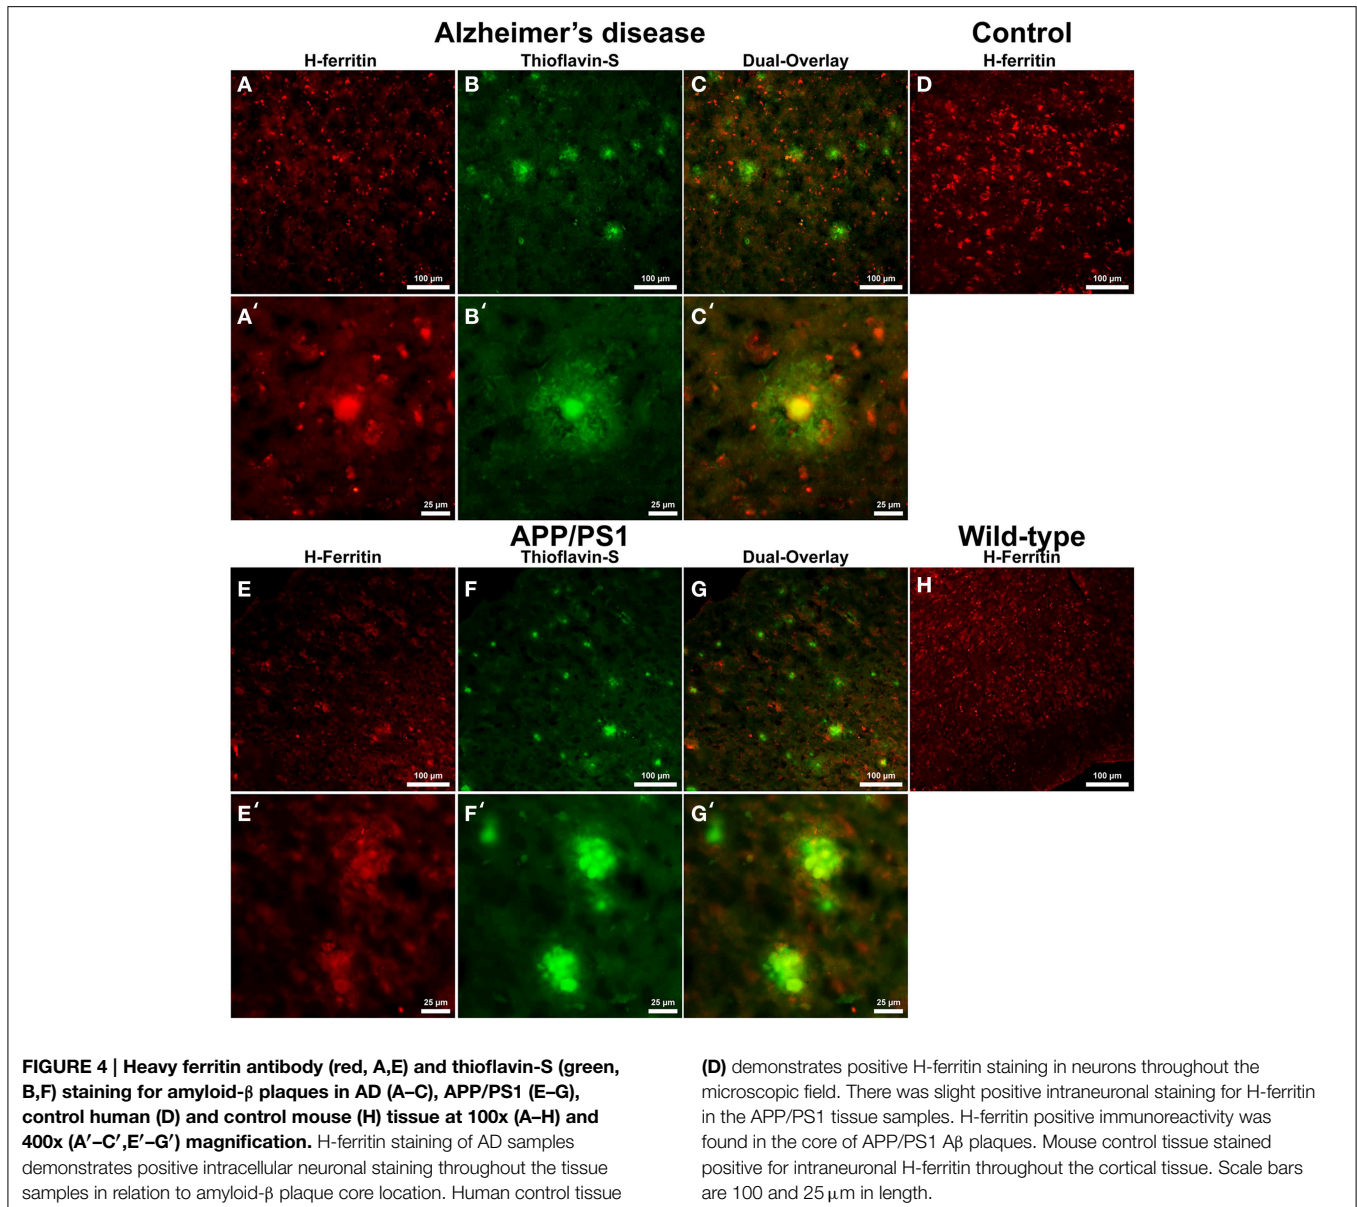 Alzheimer's disease
Control
H-ferritin
Thioflavin-S
Dual-Overlay
H-ferritin
A
B
C
D
100 µm
100 µm
100 µm
100 µm
A′
B′
C′
25 µm
25 µm
25 µm
APP/PS1
Wild-type
H-Ferritin
Thioflavin-S
Dual-Overlay
H-Ferritin
E
F
G
H
100 µm
100 µm
100 µm
100 µm
E′
F′
G′
25 µm
25 µm
25 µm
FIGURE 4 | Heavy ferritin antibody (red, A,E) and thioflavin-S (green,
B,F) staining for amyloid-β plaques in AD (A–C), APP/PS1 (E–G),
control human (D) and control mouse (H) tissue at 100x (A–H) and
400x (A′–C′,E′–G′) magnification. H-ferritin staining of AD samples
demonstrates positive intracellular neuronal staining throughout the tissue
samples in relation to amyloid-β plaque core location. Human control tissue
(D) demonstrates positive H-ferritin staining in neurons throughout the
microscopic field. There was slight positive intraneuronal staining for H-ferritin
in the APP/PS1 tissue samples. H-ferritin positive immunoreactivity was
found in the core of APP/PS1 Aβ plaques. Mouse control tissue stained
positive for intraneuronal H-ferritin throughout the cortical tissue. Scale bars
are 100 and 25 µm in length.